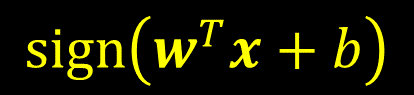 sign(𝒘ᵀ𝒙 + 𝑏)